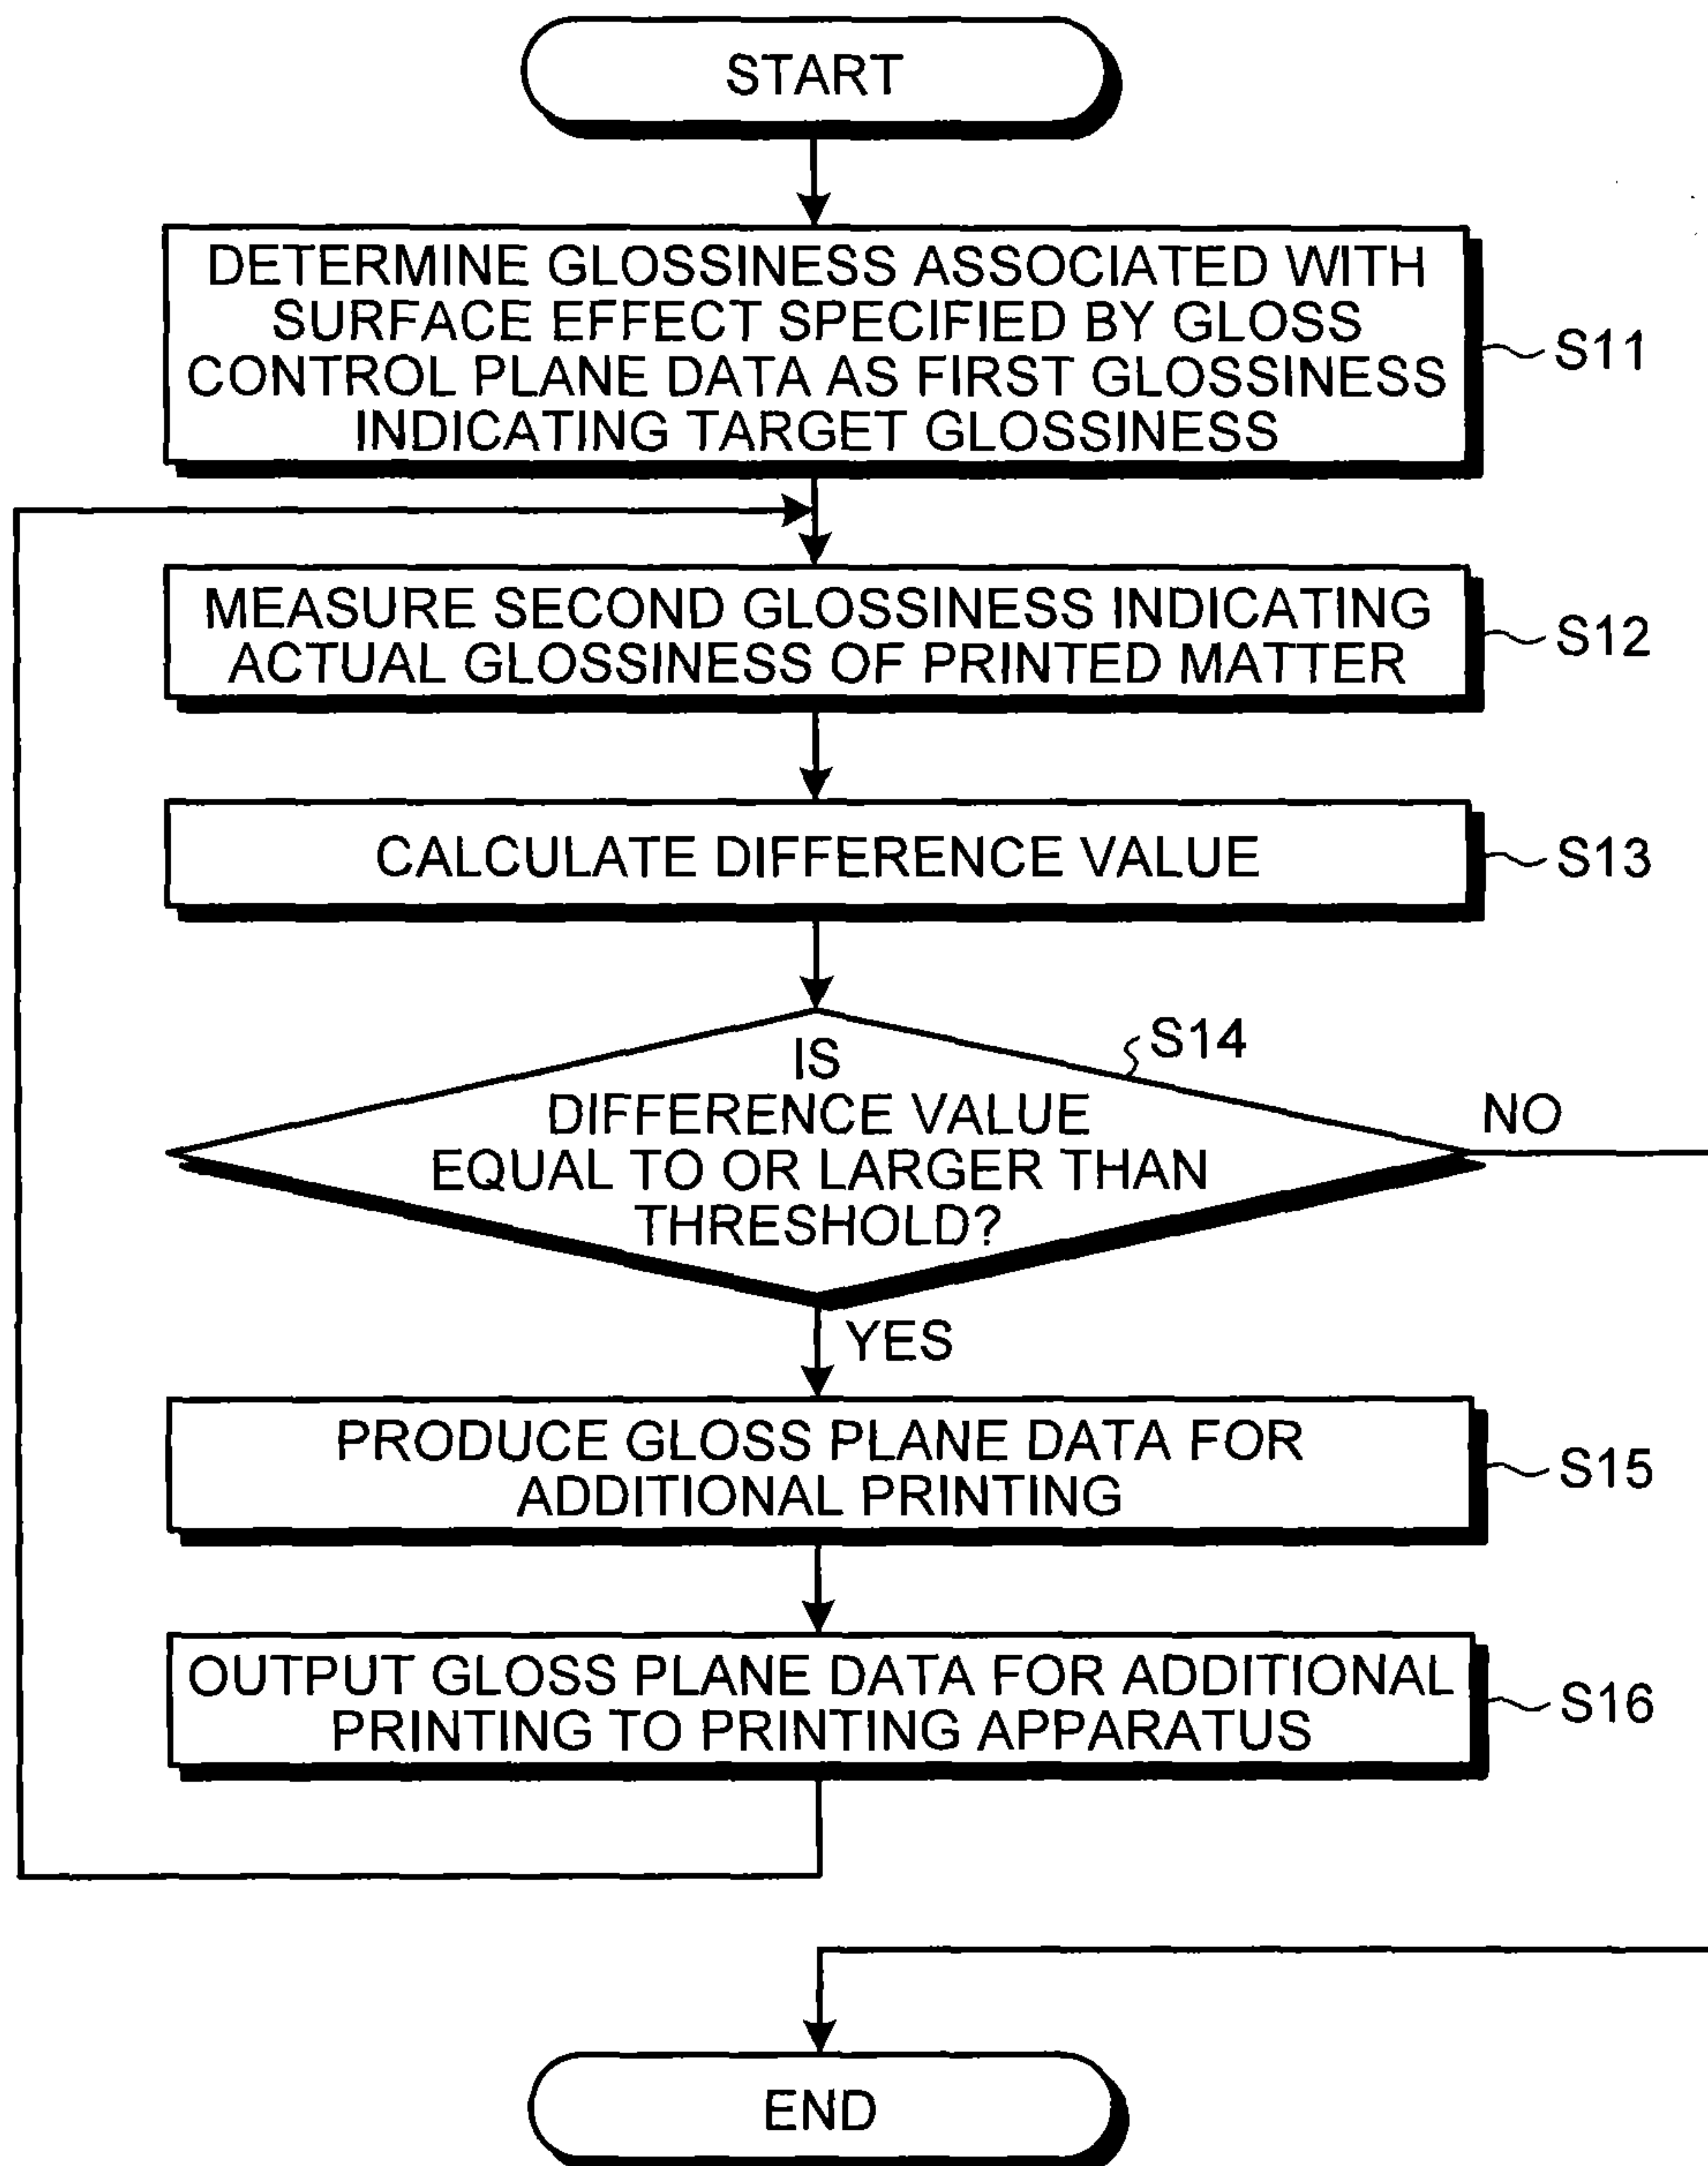 START
DETERMINE GLOSSINESS ASSOCIATED WITH
SURFACE EFFECT SPECIFIED BY GLOSS
CONTROL PLANE DATA AS FIRST GLOSSINESS
INDICATING TARGET GLOSSINESS
S11
MEASURE SECOND GLOSSINESS INDICATING
ACTUAL GLOSSINESS OF PRINTED MATTER
S12
CALCULATE DIFFERENCE VALUE
S13
IS
DIFFERENCE VALUE
EQUAL TO OR LARGER THAN
THRESHOLD?
S14
NO
YES
PRODUCE GLOSS PLANE DATA FOR
ADDITIONAL PRINTING
S15
OUTPUT GLOSS PLANE DATA FOR ADDITIONAL
PRINTING TO PRINTING APPARATUS
S16
END